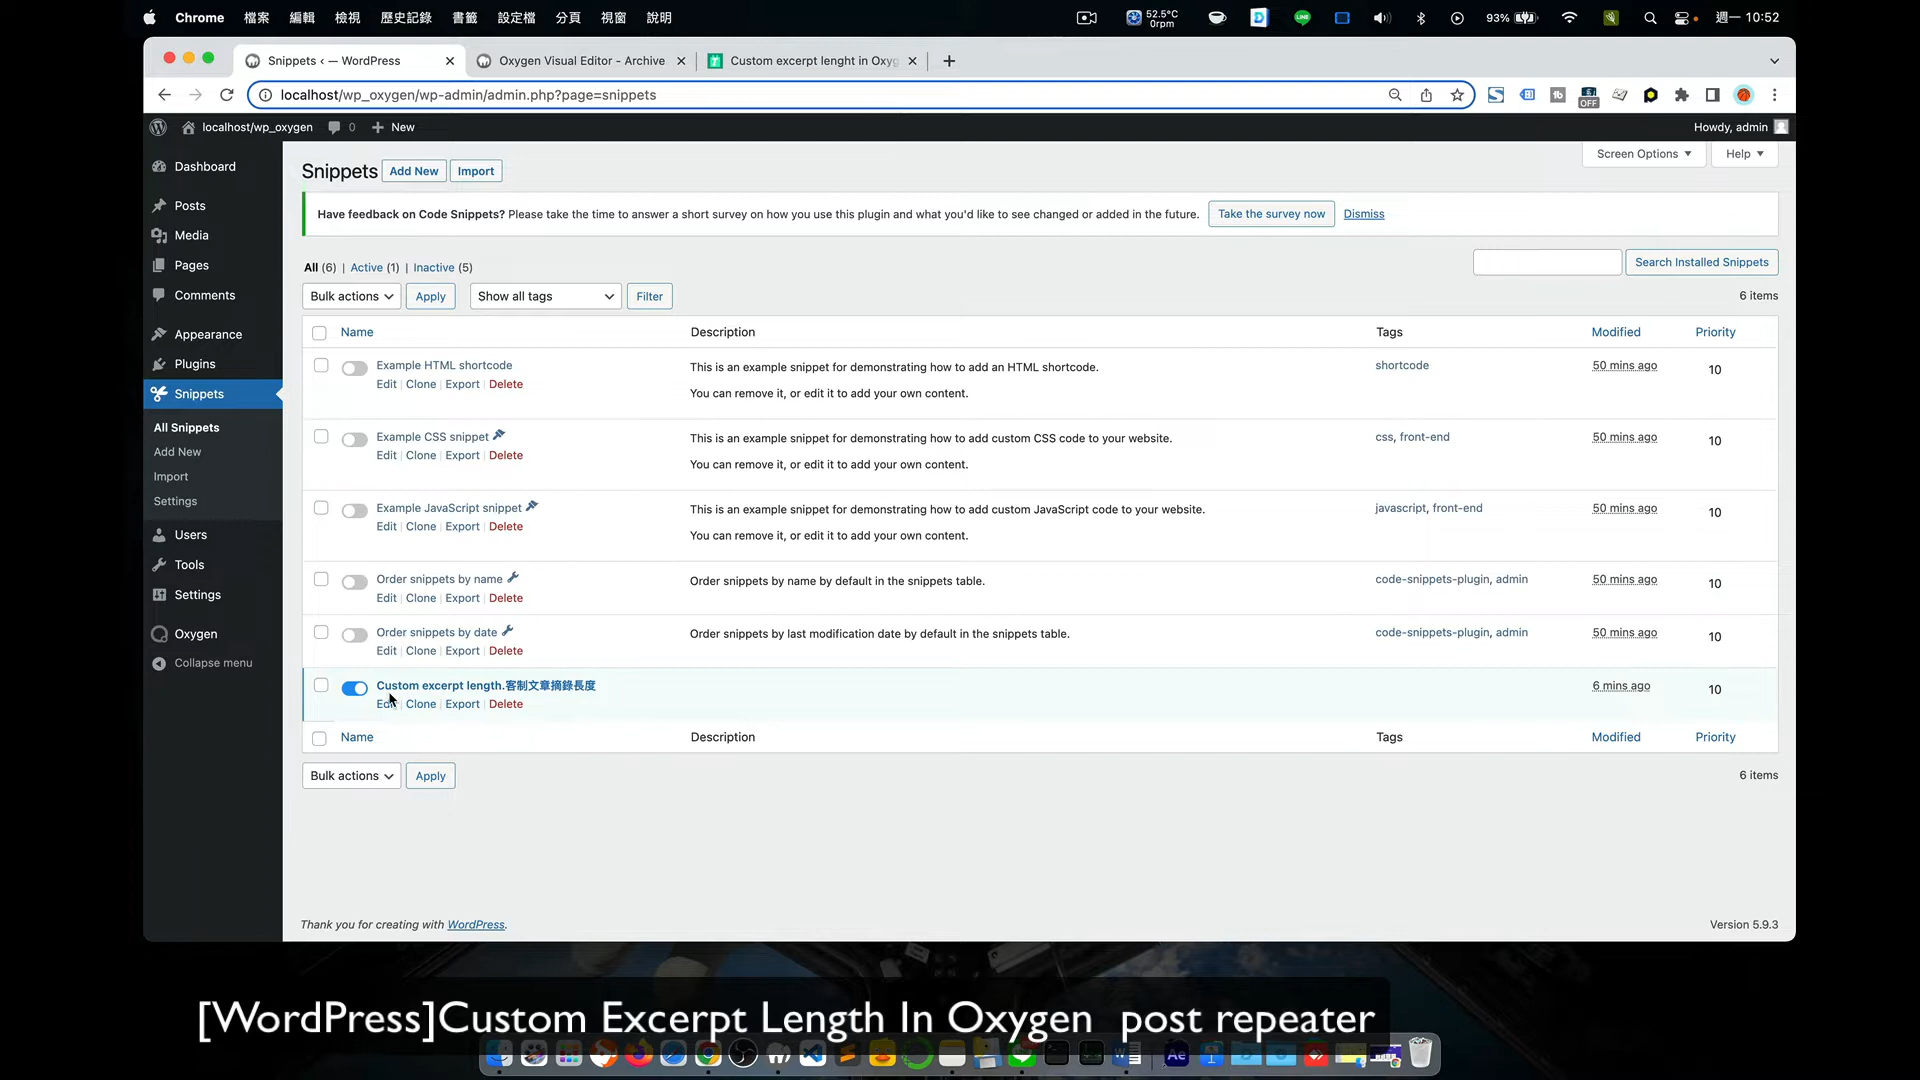 Chrome 檔案 編輯 檢視 歷史記錄 書籤 設定檔 分頁 視窗 說明 52.5°C 0rpm 93% 週一 10:52
Snippets ‹ — WordPress Oxygen Visual Editor - Archive Custom excerpt lenght in Oxyg
localhost/wp_oxygen/wp-admin/admin.php?page=snippets OFF
localhost/wp_oxygen 0 New Howdy, admin
Screen Options Help
Dashboard
Posts
Media
Pages
Comments
Appearance
Plugins
Snippets
All Snippets
Add New
Import
Settings
Users
Tools
Settings
Oxygen
Collapse menu
Snippets Add New Import
Have feedback on Code Snippets? Please take the time to answer a short survey on how you use this plugin and what you'd like to see changed or added in the future. Take the survey now Dismiss
All (6) | Active (1) | Inactive (5)
Search Installed Snippets
Bulk actions Apply Show all tags Filter 6 items
Name Description Tags Modified Priority
Example HTML shortcode This is an example snippet for demonstrating how to add an HTML shortcode. shortcode 50 mins ago 10
Edit | Clone | Export | Delete You can remove it, or edit it to add your own content.
Example CSS snippet This is an example snippet for demonstrating how to add custom CSS code to your website. css, front-end 50 mins ago 10
Edit | Clone | Export | Delete You can remove it, or edit it to add your own content.
Example JavaScript snippet This is an example snippet for demonstrating how to add custom JavaScript code to your website. javascript, front-end 50 mins ago 10
Edit | Clone | Export | Delete You can remove it, or edit it to add your own content.
Order snippets by name Order snippets by name by default in the snippets table. code-snippets-plugin, admin 50 mins ago 10
Edit | Clone | Export | Delete
Order snippets by date Order snippets by last modification date by default in the snippets table. code-snippets-plugin, admin 50 mins ago 10
Edit | Clone | Export | Delete
Custom excerpt length.客制文章摘錄長度 6 mins ago 10
Edit | Clone | Export | Delete
Name Description Tags Modified Priority
Bulk actions Apply 6 items
Thank you for creating with WordPress. Version 5.9.3
[WordPress]Custom Excerpt Length In Oxygen post repeater
Ae